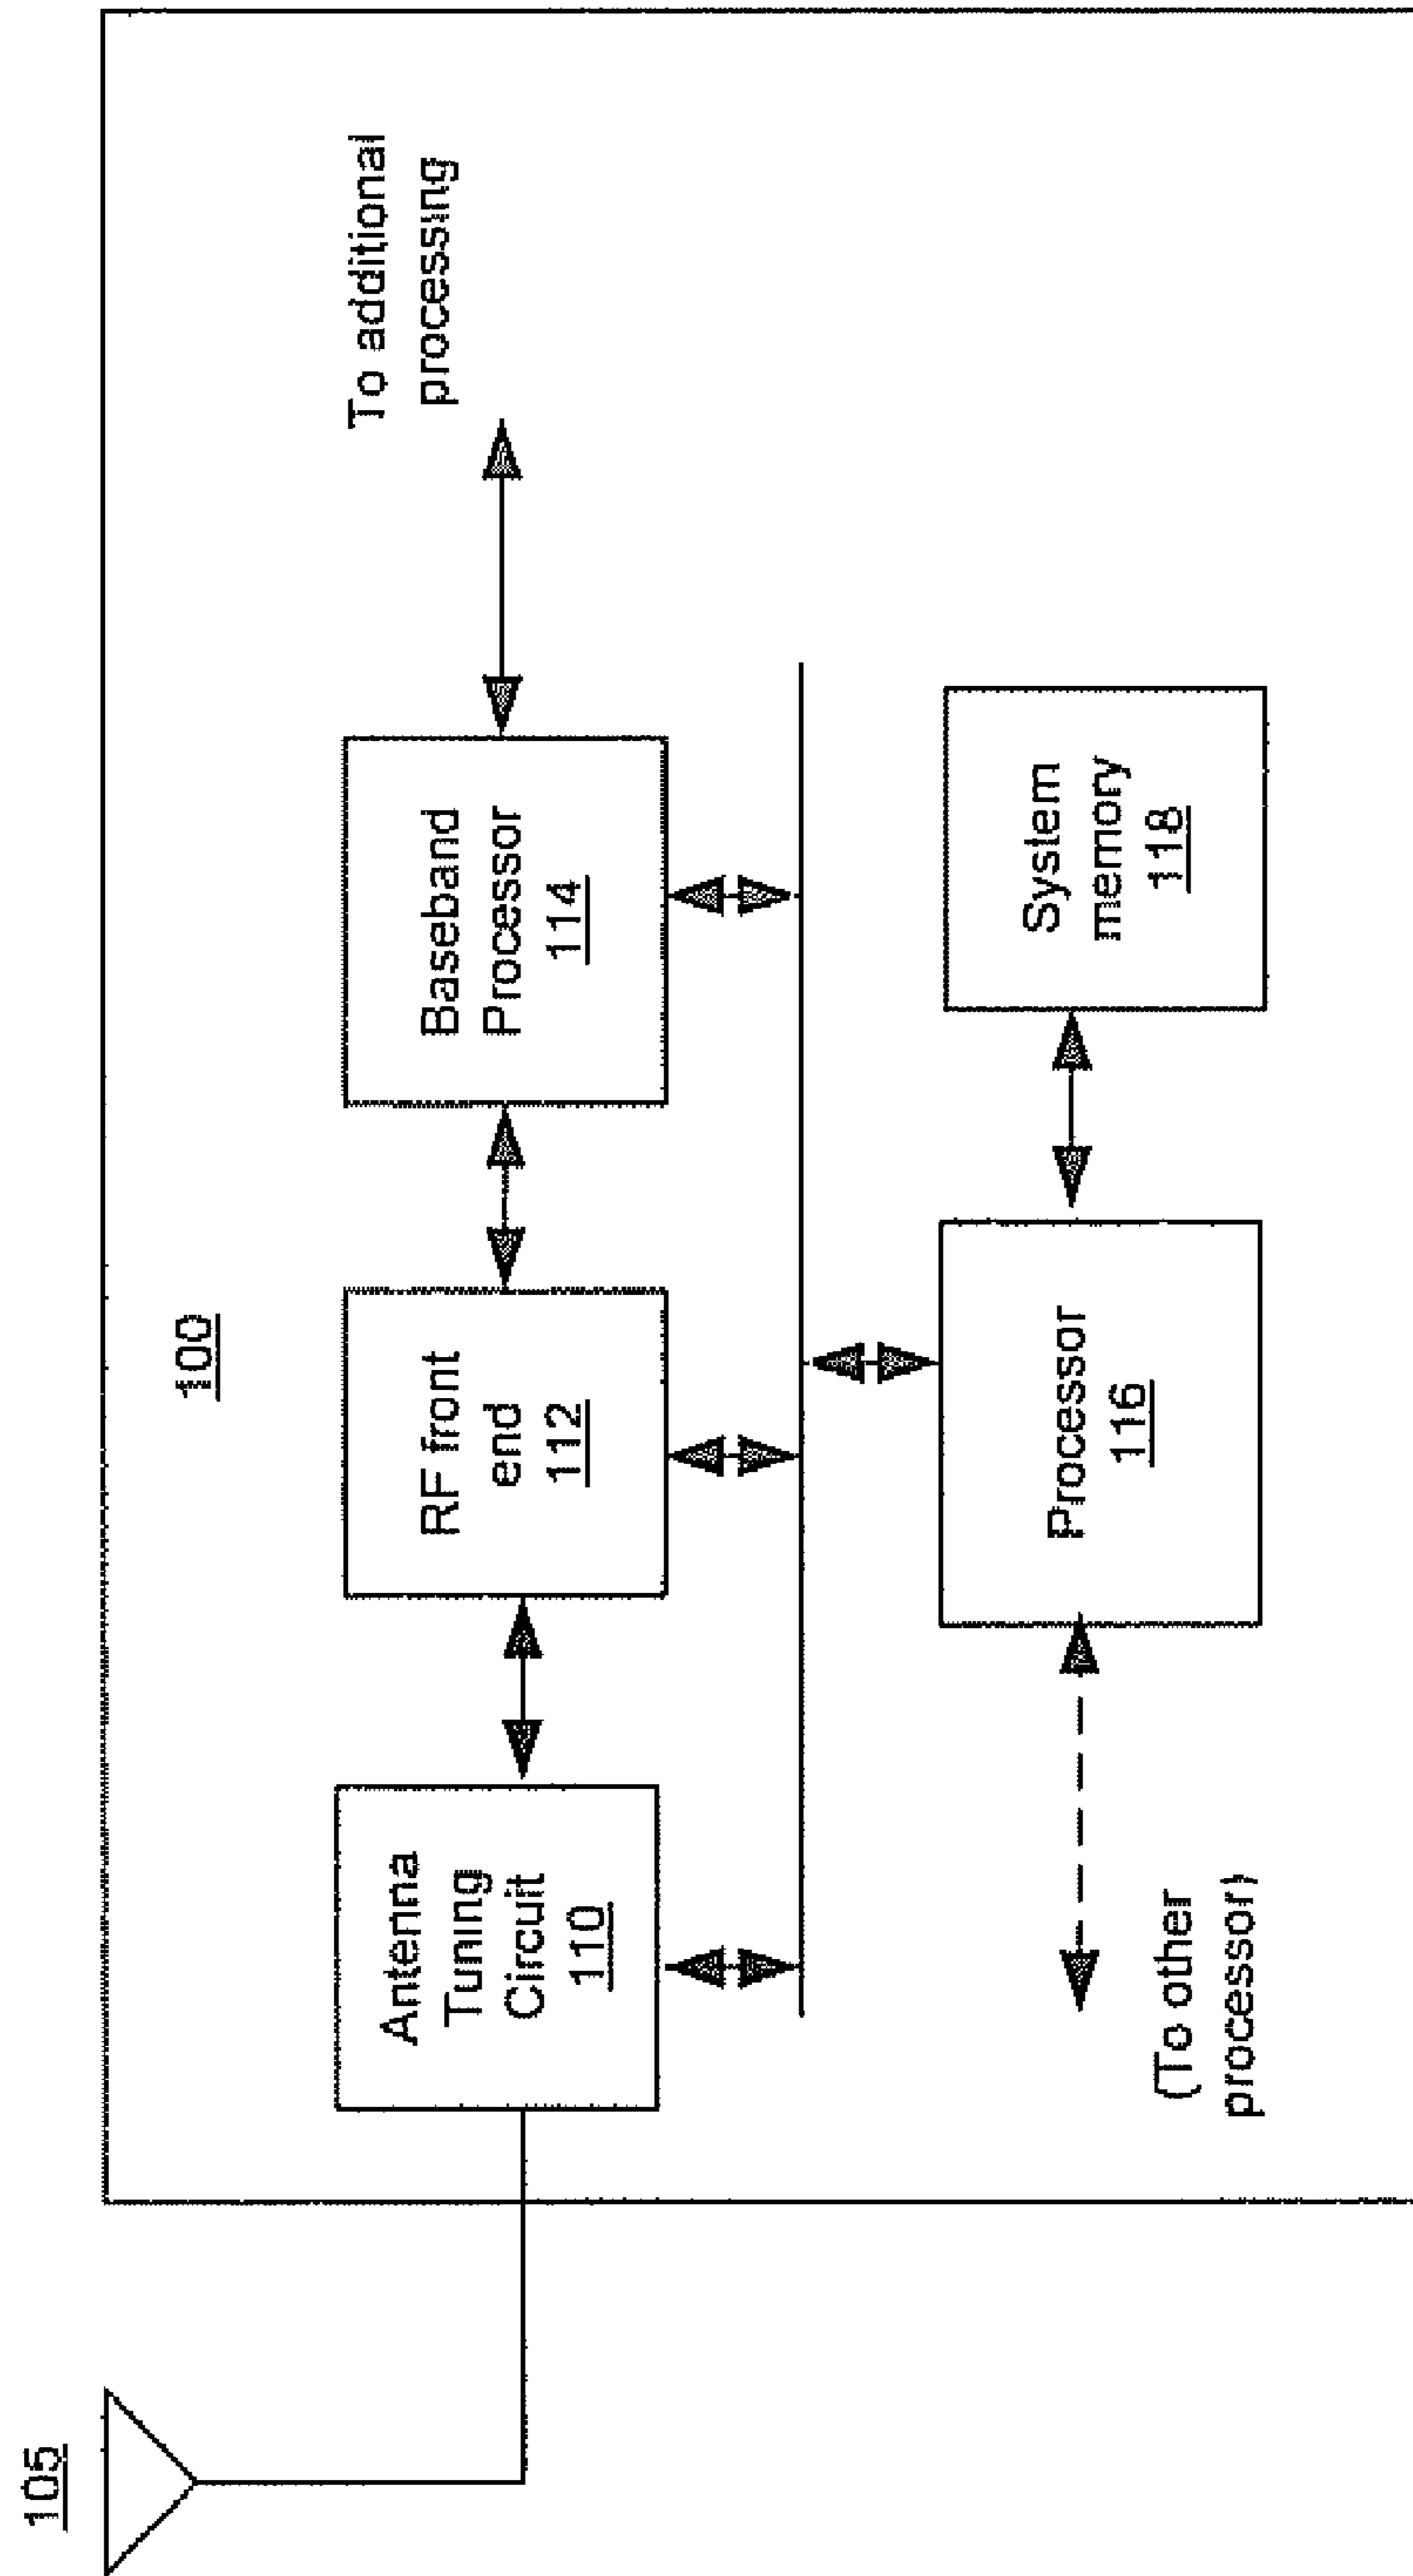 100
105
Antenna
Tuning
Circuit
110
RF front
end
112
Baseband
Processor
114
To additional
processing
(To other
processor)
Processor
116
System
memory
118